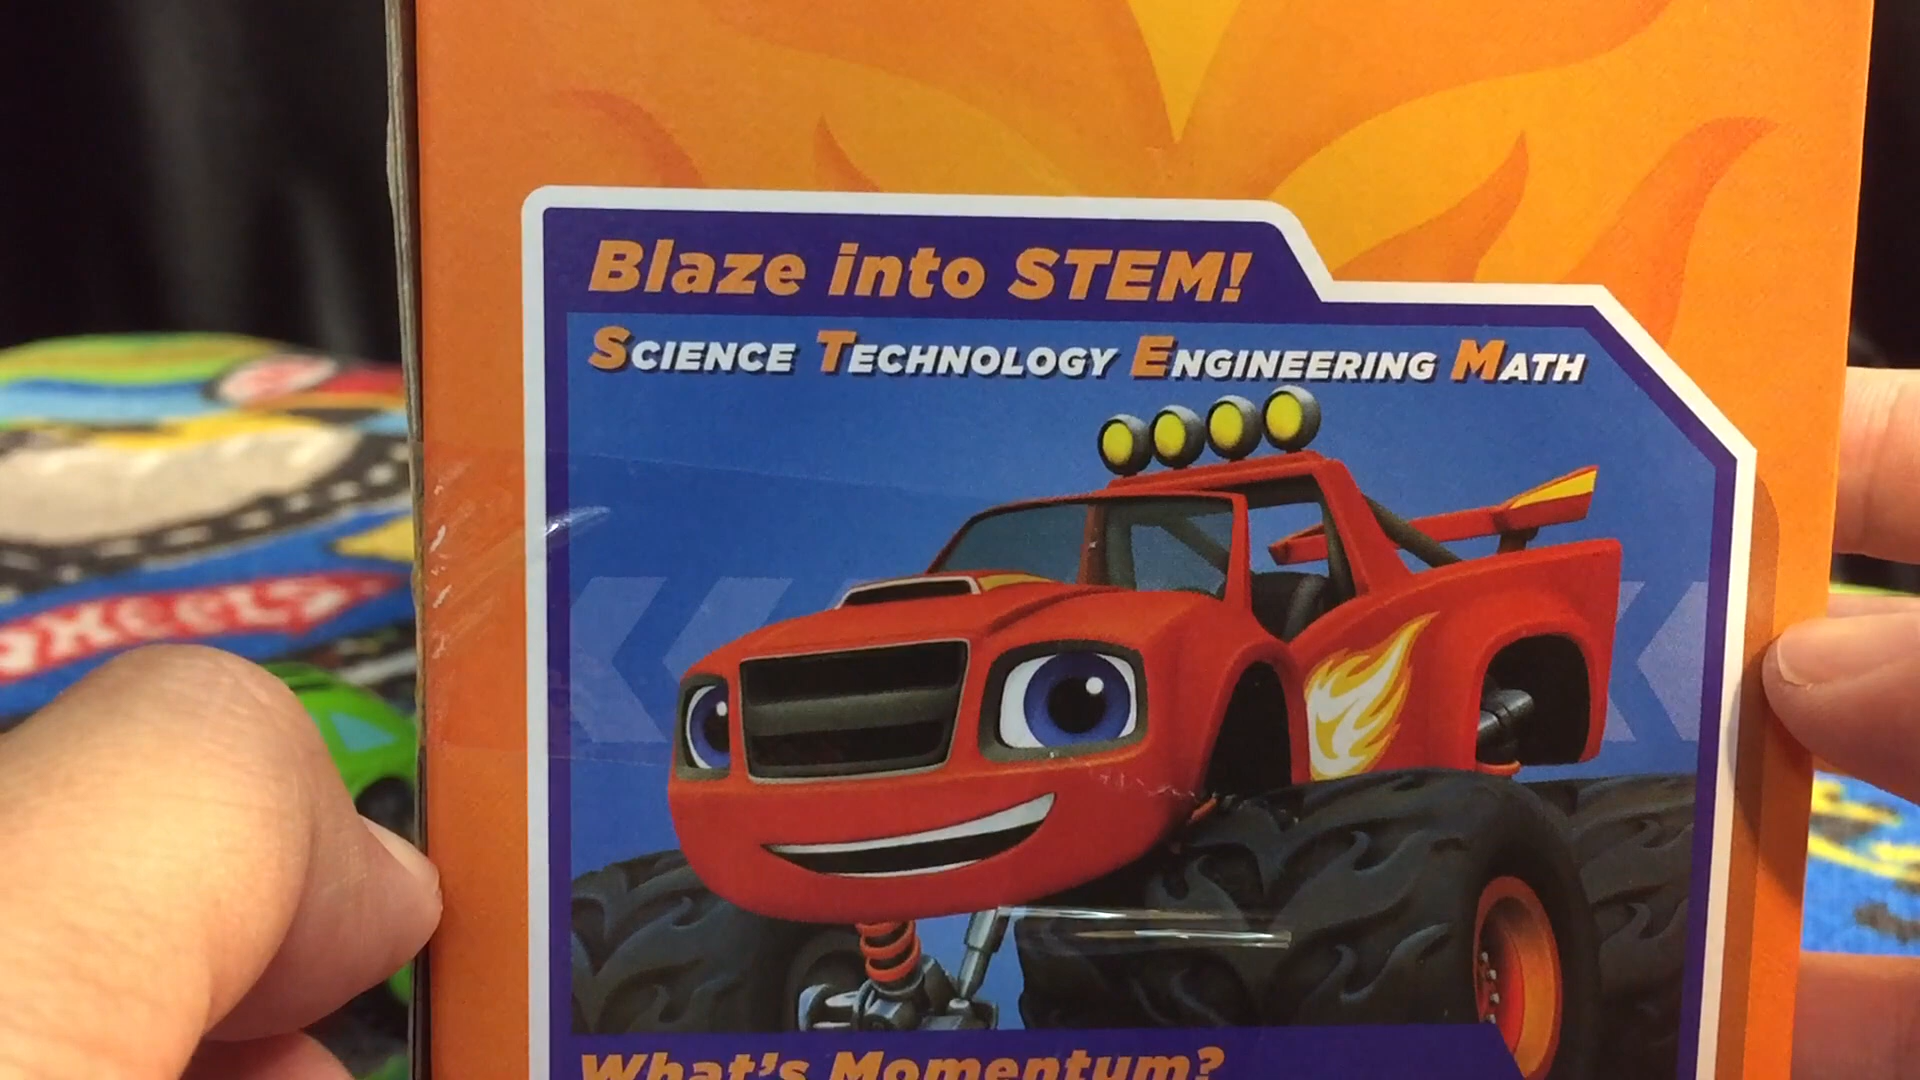 Blaze into STEM!
SCIENCE TECHNOLOGY ENGINEERING MATH
What's Momentum?